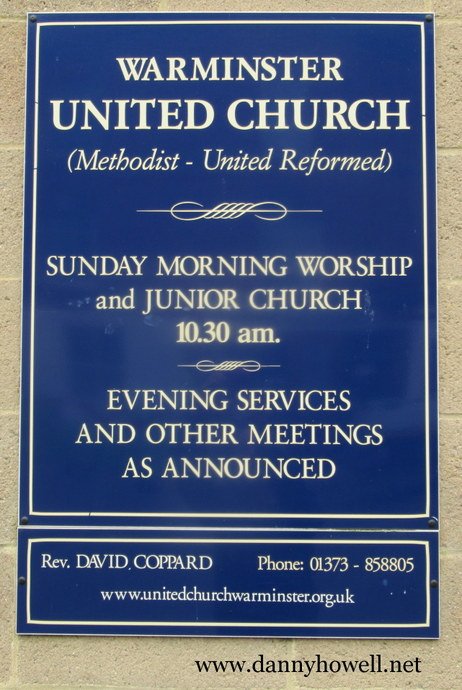 WARMINSTER
UNITED CHURCH
(Methodist - United Reformed)
SUNDAY MORNING WORSHIP
and JUNIOR CHURCH
10.30 am.
EVENING SERVICES
AND OTHER MEETINGS
AS ANNOUNCED
Rev. DAVID. COPPARD Phone: 01373 - 858805
www.unitedchurchwarminster.org.uk
www.dannyhowell.net